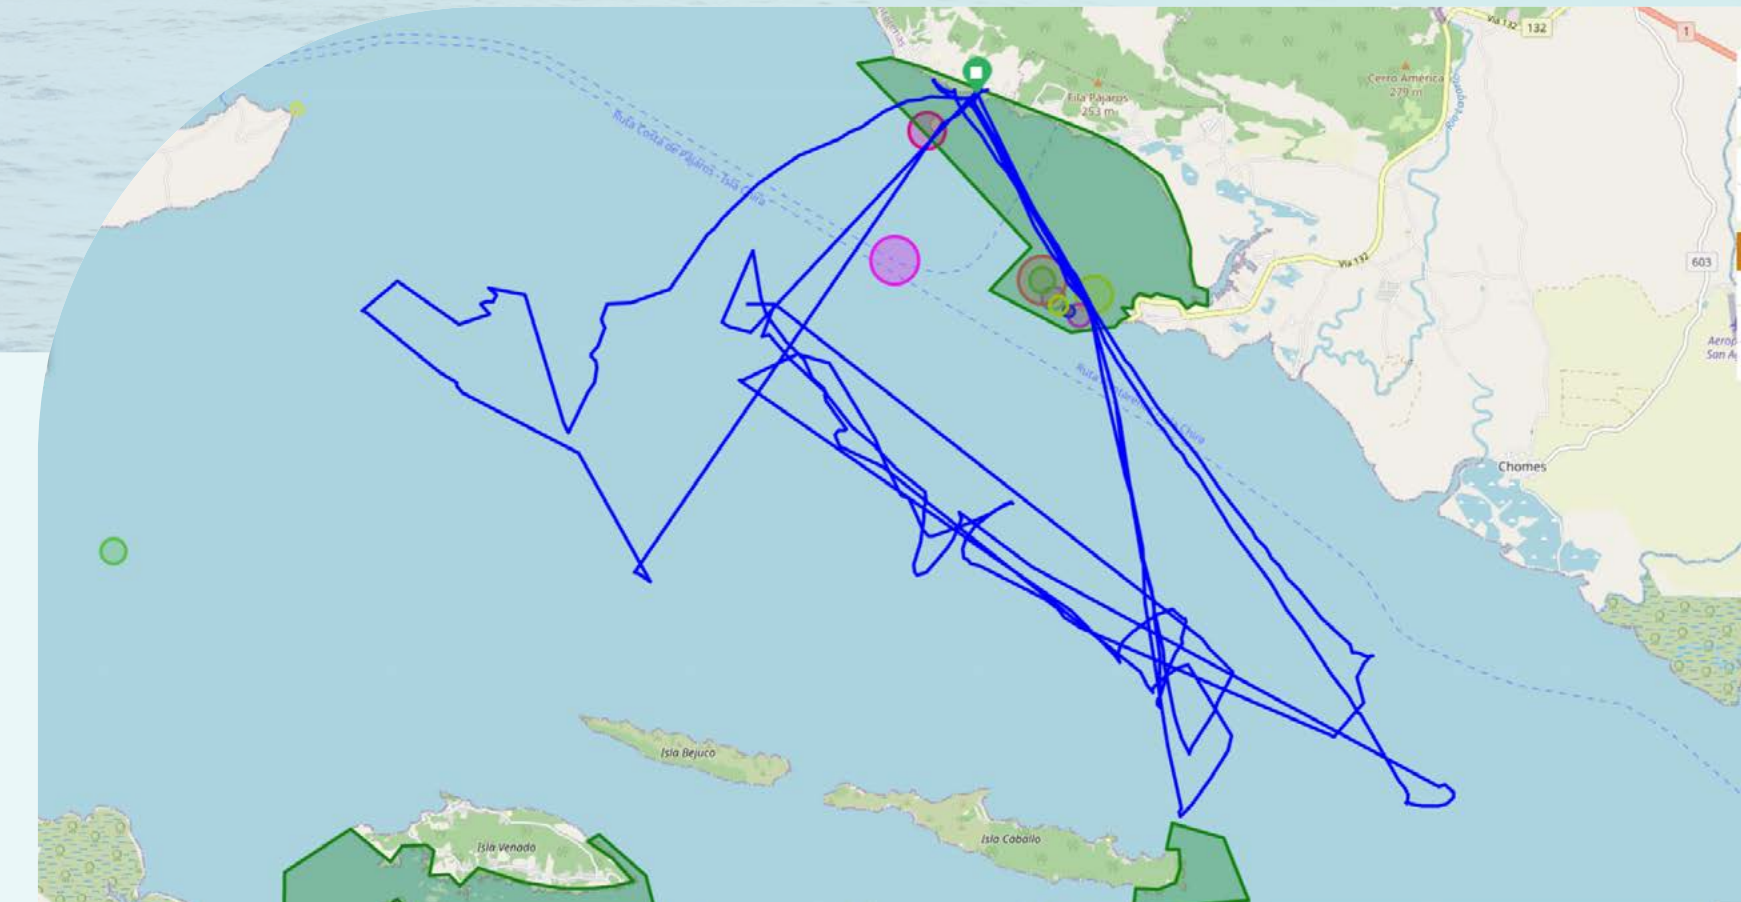 Vía 132
132
1
Cerro América
279 m
Fila Pájaros
253 m
Ruta Costa de Pájaros - Isla Chira
Vía 132
603
Chomes
Isla Bejuco
Isla Venado
Isla Caballo